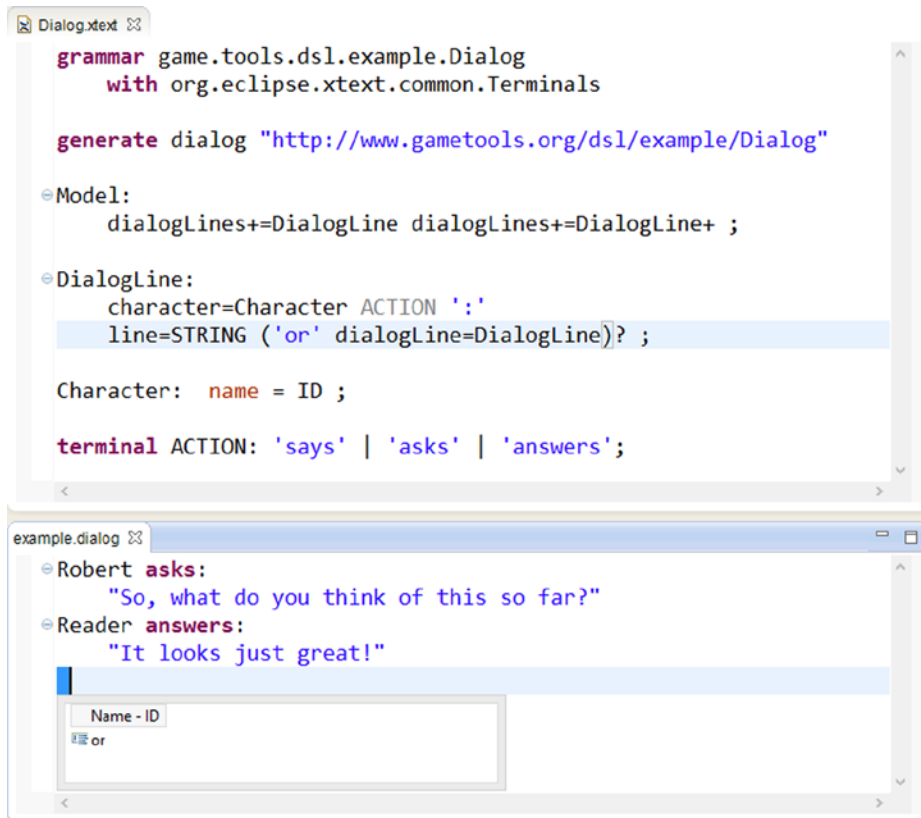 Dialog.xtext
grammar game.tools.dsl.example.Dialog
with org.eclipse.xtext.common.Terminals
generate dialog "http://www.gametools.org/dsl/example/Dialog"
Model:
dialogLines+=DialogLine dialogLines+=DialogLine+ ;
DialogLine:
character=Character ACTION ':'
line=STRING ('or' dialogLine=DialogLine)? ;
Character:  name = ID ;
terminal ACTION: 'says' | 'asks' | 'answers';
example.dialog
Robert asks:
"So, what do you think of this so far?"
Reader answers:
"It looks just great!"
Name - ID
or